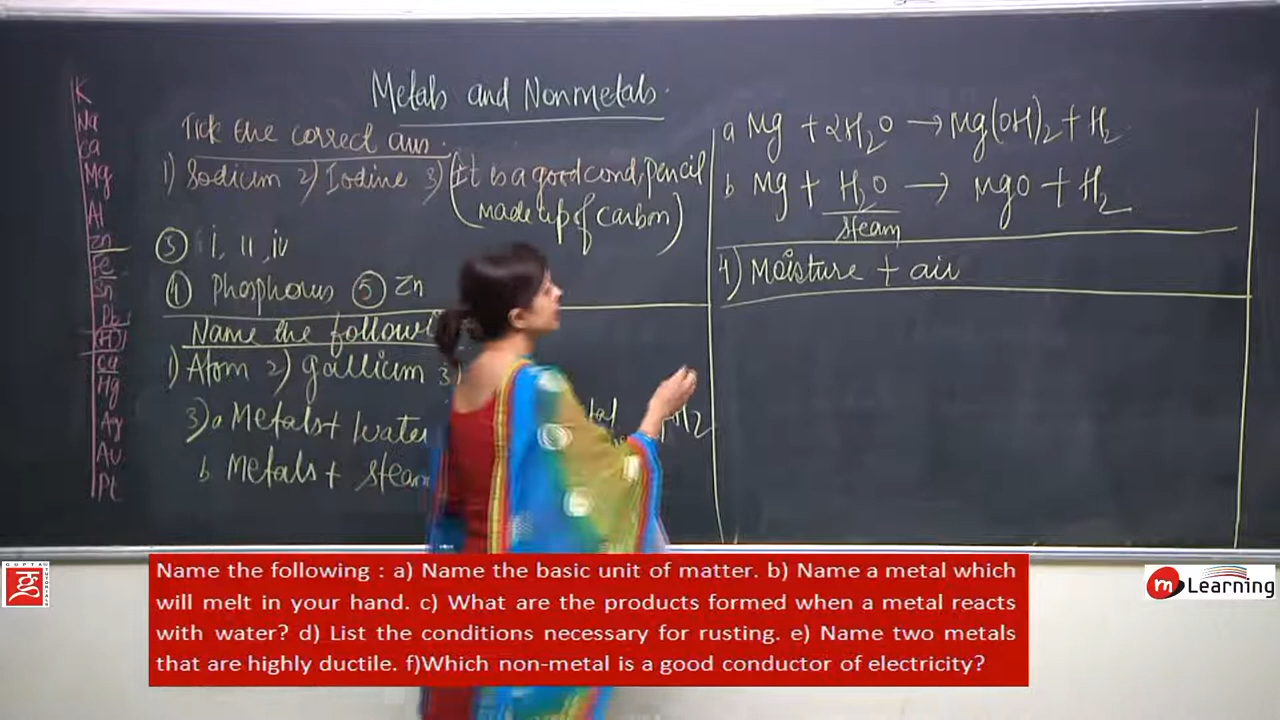 Metals and Nonmetals.
K
Na
Ca
Mg
Al
Zn
Fe
Sn
Pb
(H)
Cu
Hg
Ag
Au
Pt
Tick the correct ans.
1) Sodium 2) Iodine 3) (It is a good cond, pencil
made up of carbon)
③ i, ii, iv
④ Phosphorus ⑤ Zn
Name the
1) Atom 2) gallium 3)
3) a Metals + water
b Metals +
a Mg + 2H2O → Mg(OH)2 + H2
b Mg + H2O → MgO + H2
steam
4) Moisture + air
Name the following : a) Name the basic unit of matter. b) Name a metal which
will melt in your hand. c) What are the products formed when a metal reacts
with water? d) List the conditions necessary for rusting. e) Name two metals
that are highly ductile. f)Which non-metal is a good conductor of electricity?
GUPTA TUTORIALS
m Learning